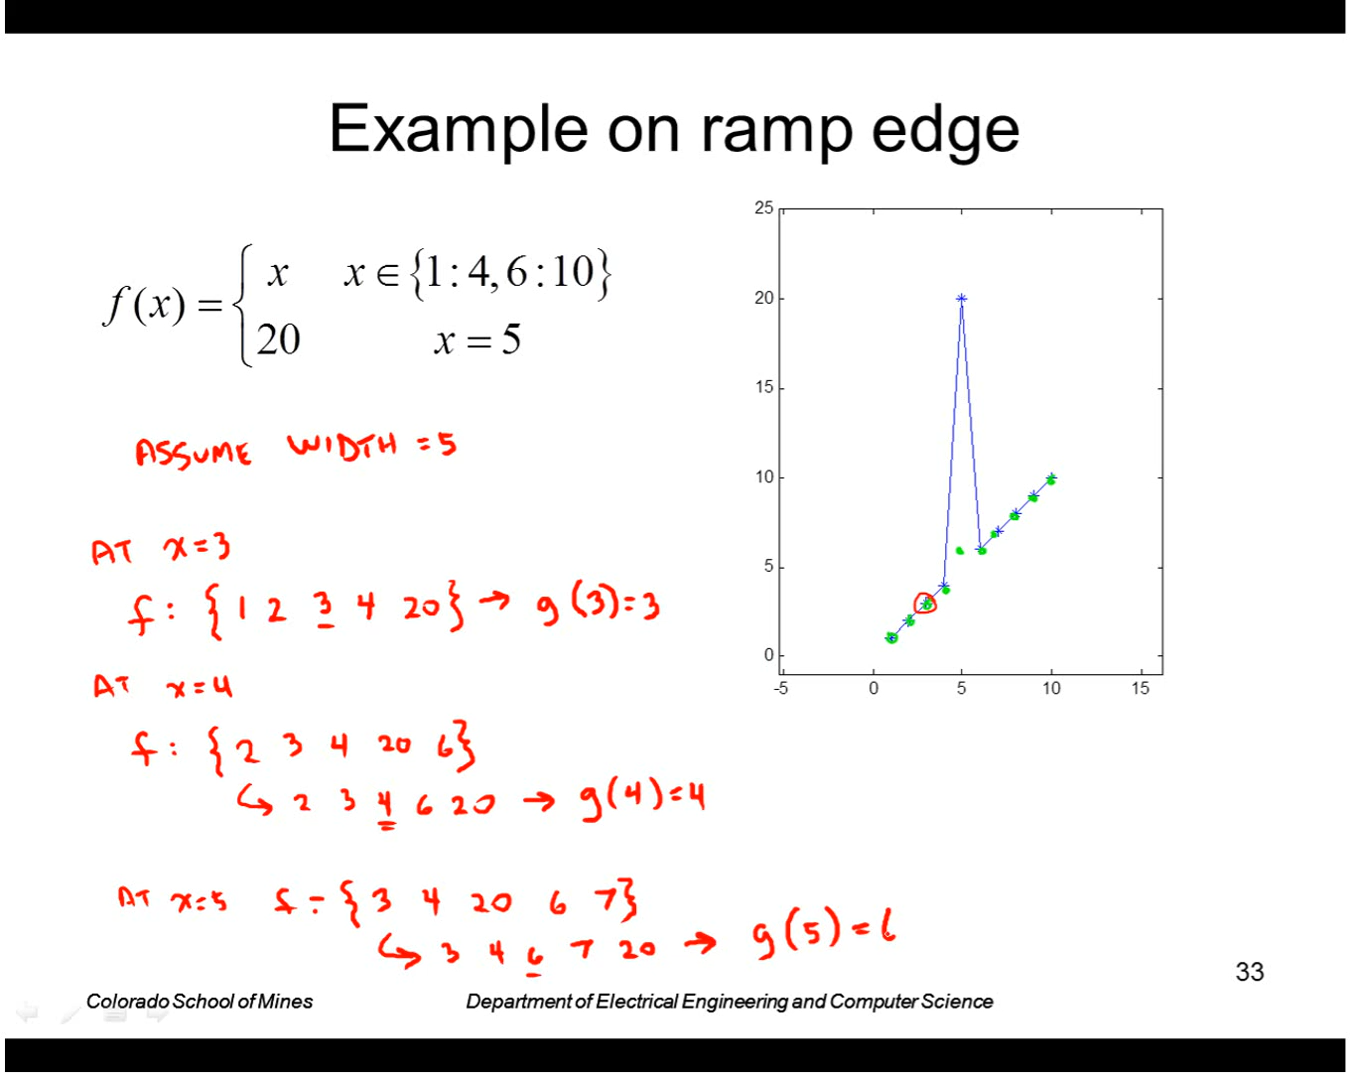 Example on ramp edge
f(x) = { x x ∈ {1 : 4, 6 : 10}
20 x = 5
ASSUME WIDTH = 5
AT x=3
f: { 1 2 3 4 20 } → g(3)=3
AT x=4
f: { 2 3 4 20 6 }
↪ 2 3 4 6 20 → g(4)=4
AT x=5 f= { 3 4 20 6 7 }
↪ 3 4 6 7 20 → g(5)=6
25
20
15
10
5
0
-5 0 5 10 15
33
Colorado School of Mines Department of Electrical Engineering and Computer Science